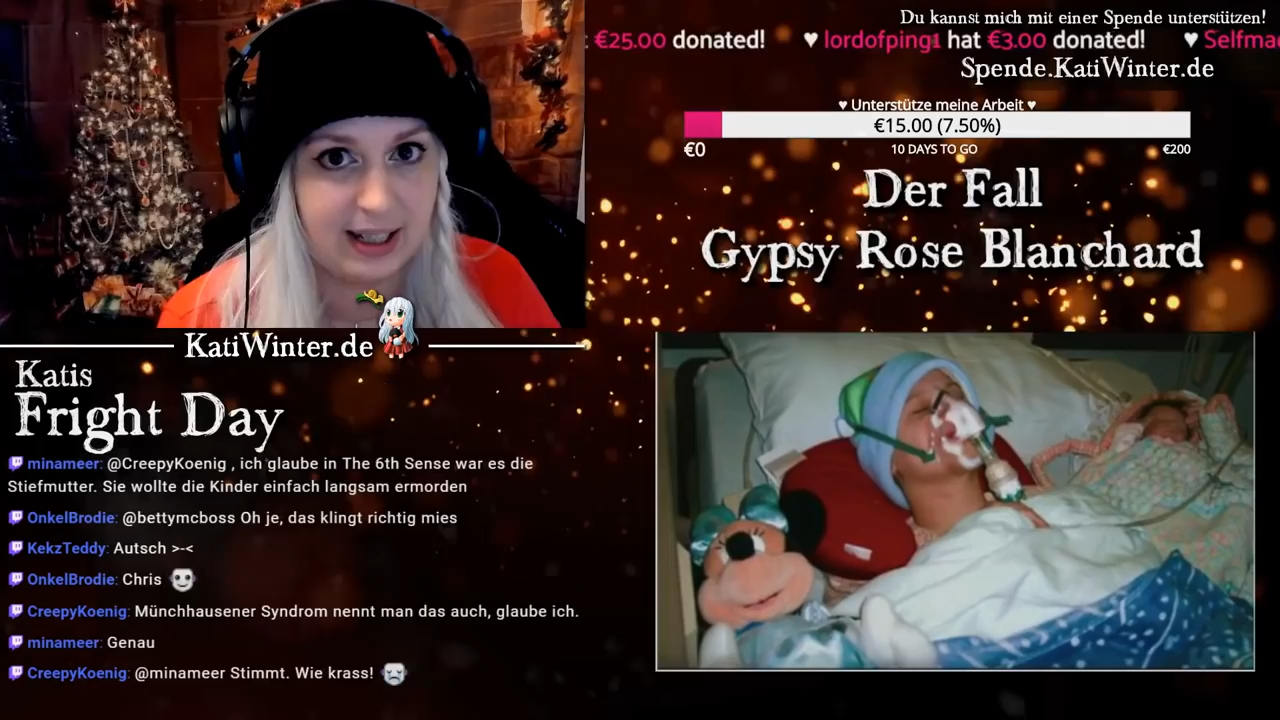 Du kannst mich mit einer Spende unterstützen!
: €25.00 donated! ♥ lordofping1 hat €3.00 donated! ♥ Selfma
Spende.KatiWinter.de
♥ Unterstütze meine Arbeit ♥
€15.00 (7.50%)
€0 10 DAYS TO GO €200
Der Fall
Gypsy Rose Blanchard
KatiWinter.de
Katis
Fright Day
minameer: @CreepyKoenig , ich glaube in The 6th Sense war es die
Stiefmutter. Sie wollte die Kinder einfach langsam ermorden
OnkelBrodie: @bettymcboss Oh je, das klingt richtig mies
KekzTeddy: Autsch >-<
OnkelBrodie: Chris
CreepyKoenig: Münchhausener Syndrom nennt man das auch, glaube ich.
minameer: Genau
CreepyKoenig: @minameer Stimmt. Wie krass!